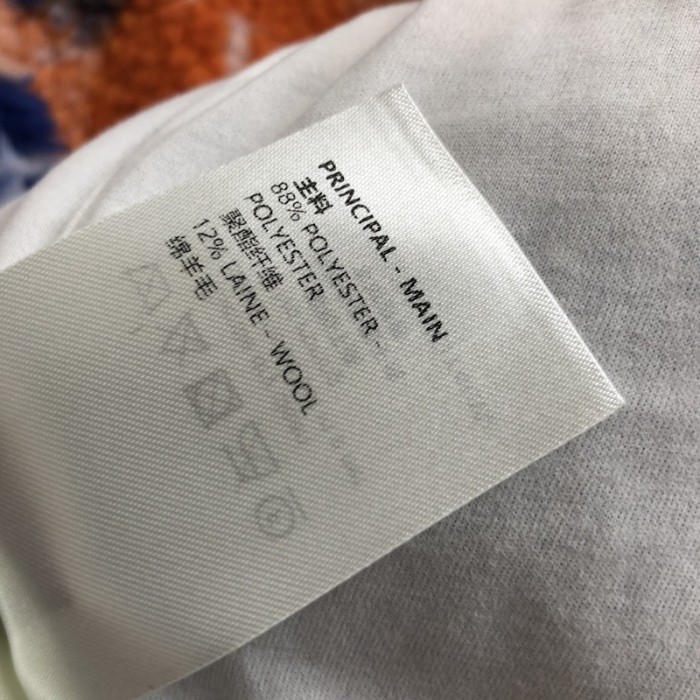 PRINCIPAL - MAIN
主料
88% POLYESTER -
POLYESTER
聚酯纤维
12% LAINE - WOOL
绵羊毛